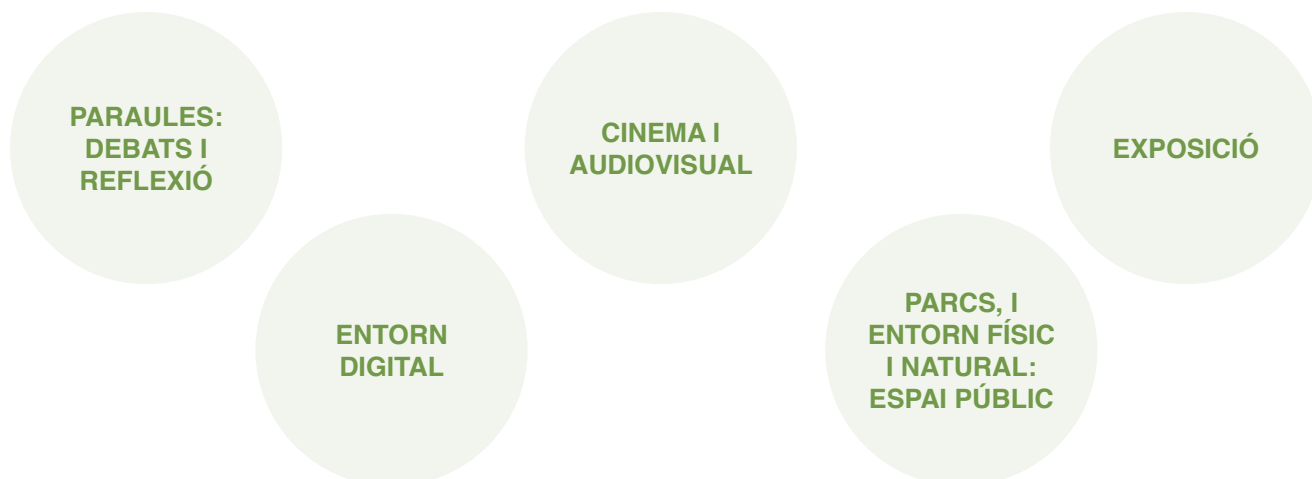 PARAULES:
DEBATS I
REFLEXIÓ
ENTORN
DIGITAL
CINEMA I
AUDIOVISUAL
PARCS, I
ENTORN FÍSIC
I NATURAL:
ESPAI PÚBLIC
EXPOSICIÓ